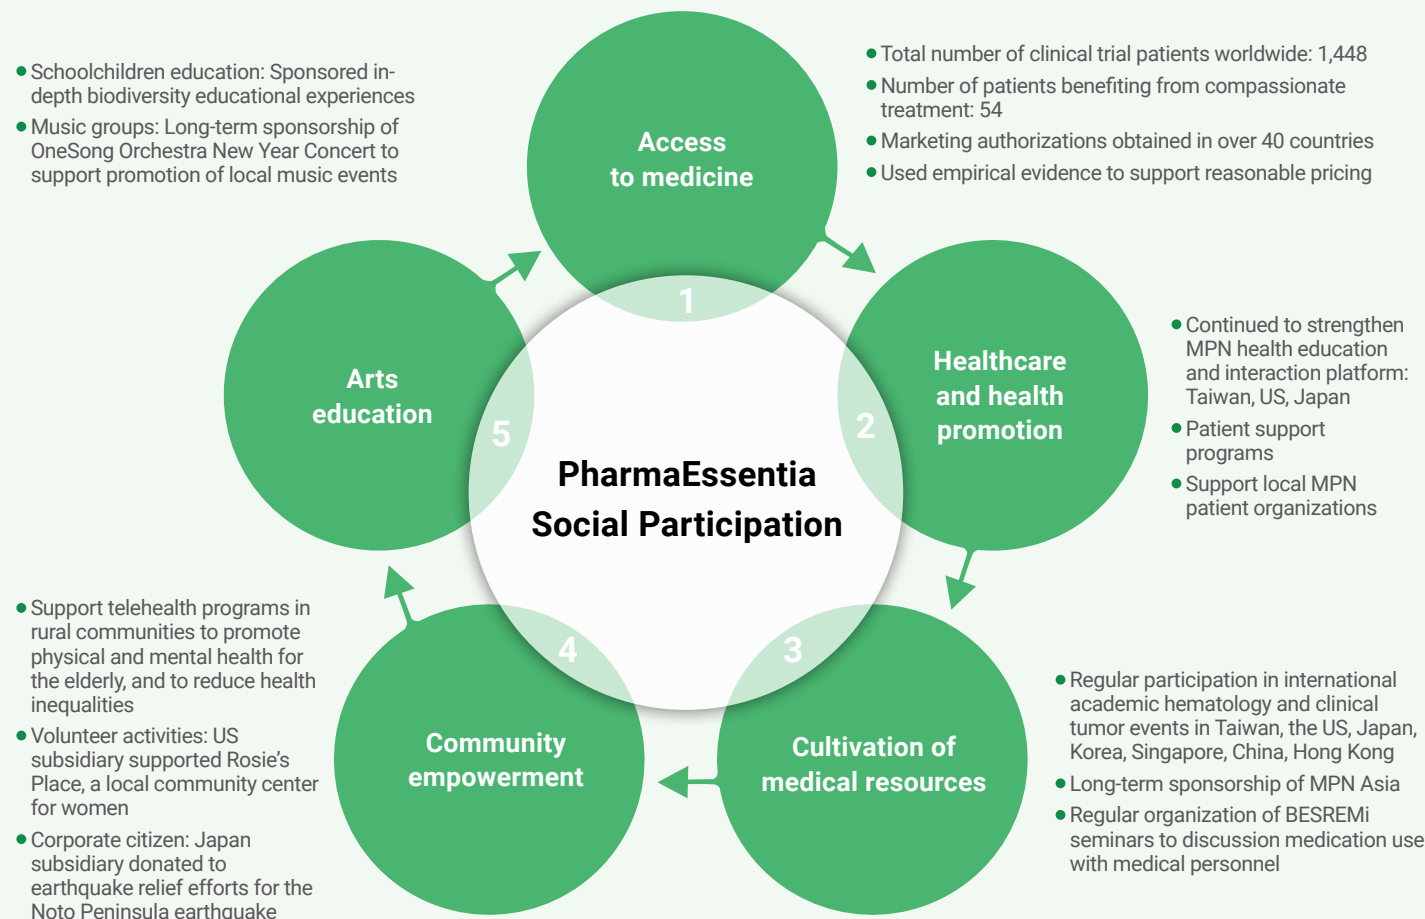 PharmaEssentia
Social Participation
1
Access
to medicine
● Total number of clinical trial patients worldwide: 1,448
● Number of patients benefiting from compassionate
treatment: 54
● Marketing authorizations obtained in over 40 countries
● Used empirical evidence to support reasonable pricing
2
Healthcare
and health
promotion
● Continued to strengthen
MPN health education
and interaction platform:
Taiwan, US, Japan
● Patient support
programs
● Support local MPN
patient organizations
3
Cultivation of
medical resources
● Regular participation in international
academic hematology and clinical
tumor events in Taiwan, the US, Japan,
Korea, Singapore, China, Hong Kong
● Long-term sponsorship of MPN Asia
● Regular organization of BESREMi
seminars to discussion medication use
with medical personnel
4
Community
empowerment
● Support telehealth programs in
rural communities to promote
physical and mental health for
the elderly, and to reduce health
inequalities
● Volunteer activities: US
subsidiary supported Rosie’s
Place, a local community center
for women
● Corporate citizen: Japan
subsidiary donated to
earthquake relief efforts for the
Noto Peninsula earthquake
5
Arts
education
● Schoolchildren education: Sponsored in-
depth biodiversity educational experiences
● Music groups: Long-term sponsorship of
OneSong Orchestra New Year Concert to
support promotion of local music events